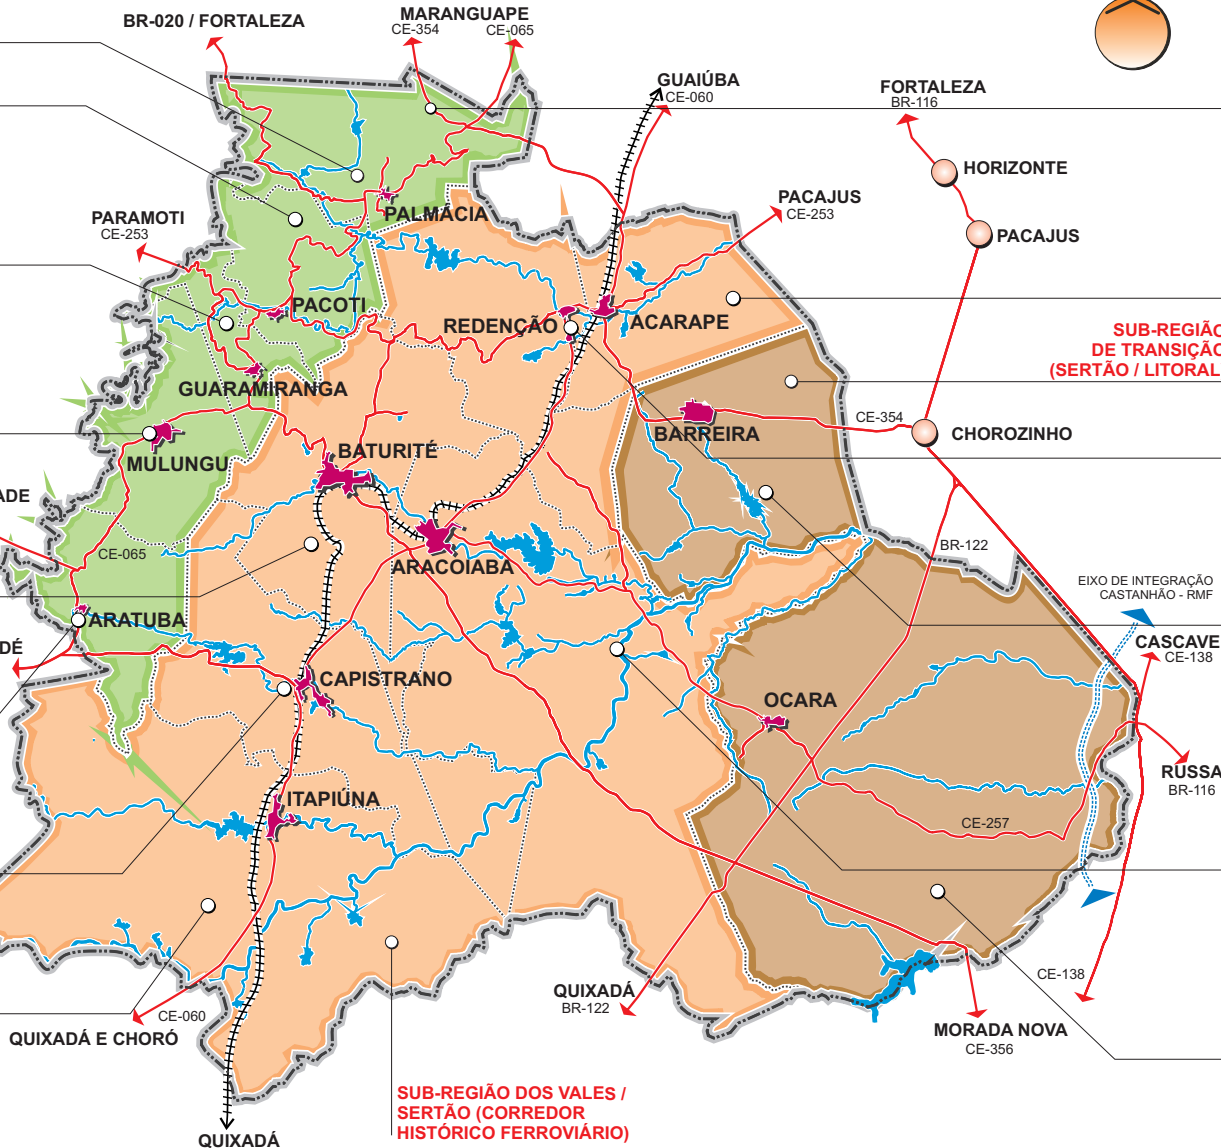 BR-020 / FORTALEZA
MARANGUAPE
CE-354
CE-065
GUAIÚBA
CE-060
FORTALEZA
BR-116
HORIZONTE
PACAJUS
CE-253
PACAJUS
PARAMOTI
CE-253
PALMÁCIA
PACOTI
REDENÇÃO
ACARAPE
SUB-REGIÃO
DE TRANSIÇÃO
(SERTÃO / LITORAL
GUARAMIRANGA
BARREIRA
CE-354
CHOROZINHO
MULUNGU
BATURITÉ
ADE
CE-065
ARACOIABA
BR-122
EIXO DE INTEGRAÇÃO
CASTANHÃO - RMF
ARATUBA
DÉ
CASCAVE
CE-138
CAPISTRANO
OCARA
RUSSA
BR-116
ITAPIÚNA
CE-257
QUIXADÁ
BR-122
CE-138
CE-060
QUIXADÁ E CHORÓ
MORADA NOVA
CE-356
SUB-REGIÃO DOS VALES /
SERTÃO (CORREDOR
HISTÓRICO FERROVIÁRIO)
QUIXADÁ